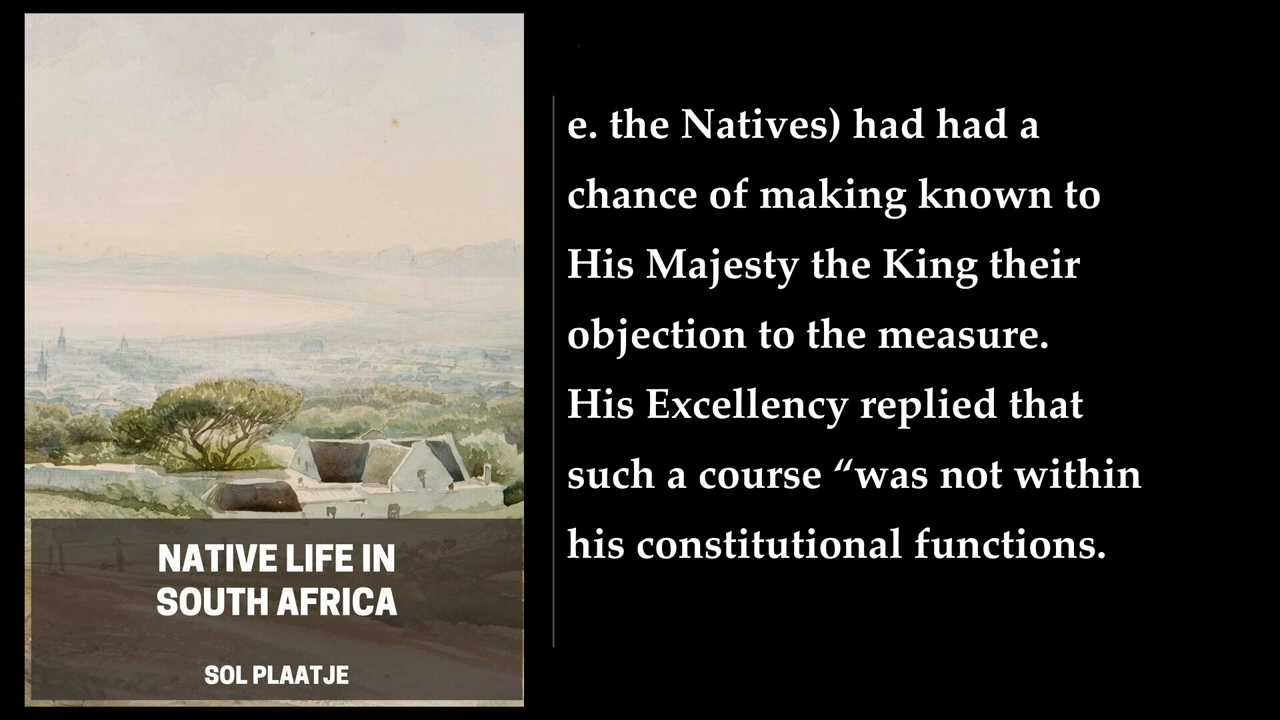 NATIVE LIFE IN
SOUTH AFRICA
SOL PLAATJE
e. the Natives) had had a
chance of making known to
His Majesty the King their
objection to the measure.
His Excellency replied that
such a course “was not within
his constitutional functions.